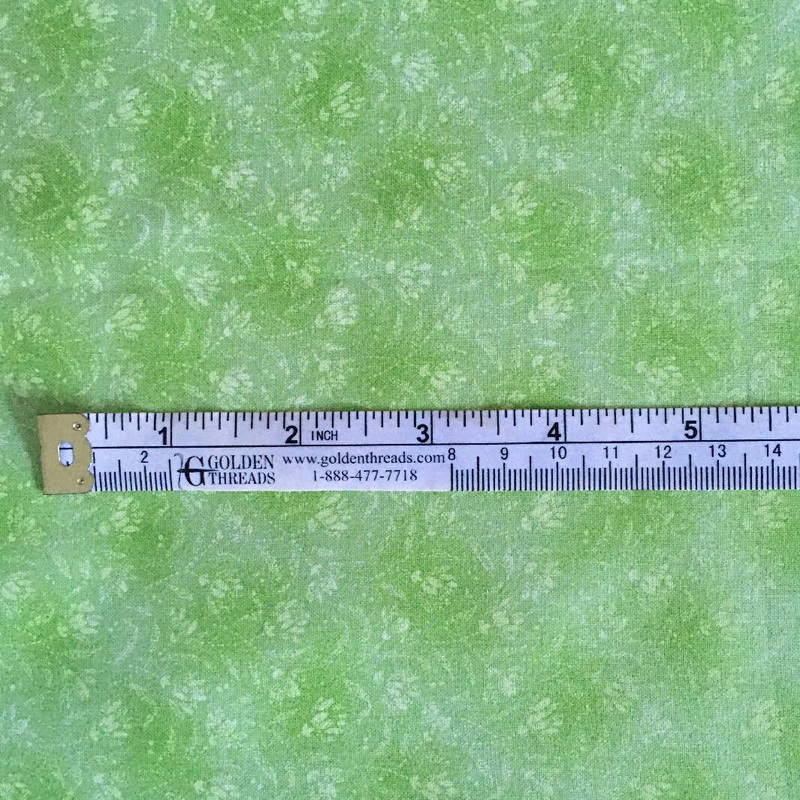 1 2 INCH 3 4 5
2 GOLDEN THREADS www.goldenthreads.com 8 9 10 11 12 13 14
1-888-477-7718